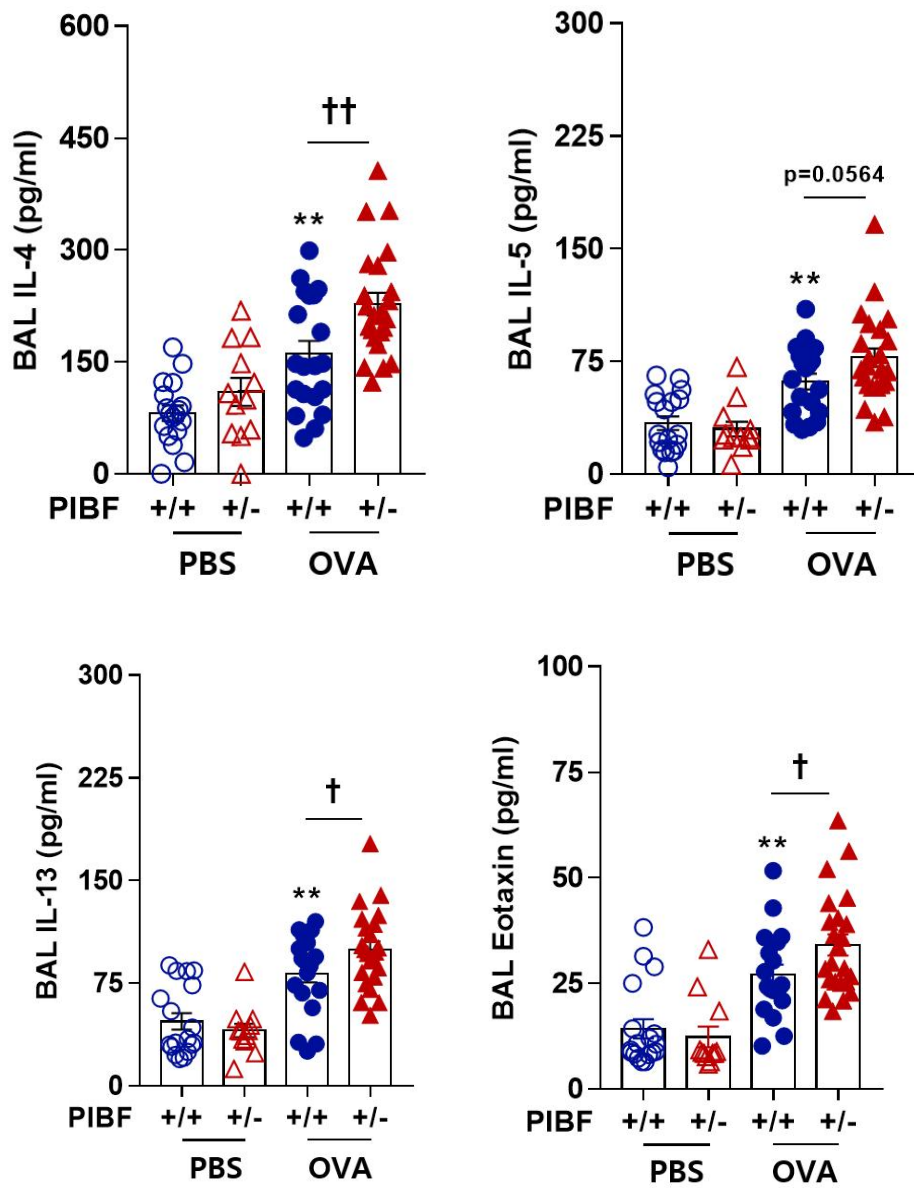 BAL IL-4 (pg/ml)
600
450
300
150
0
††
**
PIBF +/+ +/- +/+ +/-
PBS OVA
BAL IL-5 (pg/ml)
300
225
150
75
0
p=0.0564
**
PIBF +/+ +/- +/+ +/-
PBS OVA
BAL IL-13 (pg/ml)
300
225
150
75
0
†
**
PIBF +/+ +/- +/+ +/-
PBS OVA
BAL Eotaxin (pg/ml)
100
75
50
25
0
†
**
PIBF +/+ +/- +/+ +/-
PBS OVA